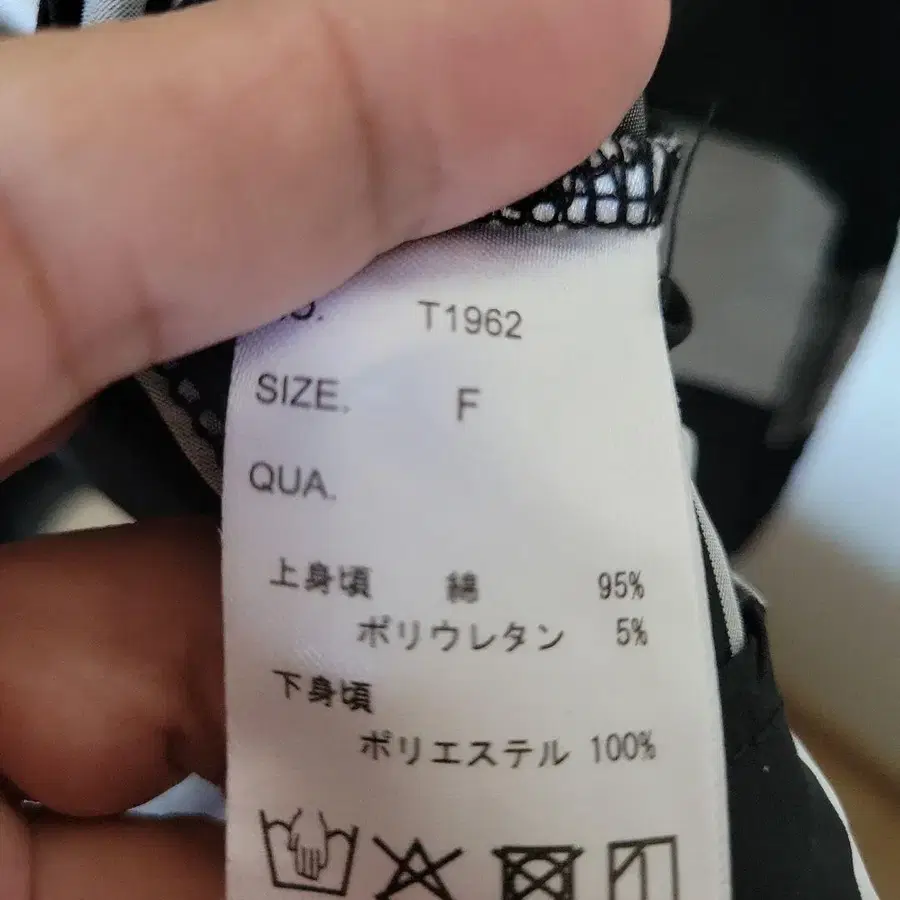 T1962
SIZE. F
QUA.
上身頃 綿 95%
ポリウレタン 5%
下身頃
ポリエステル 100%